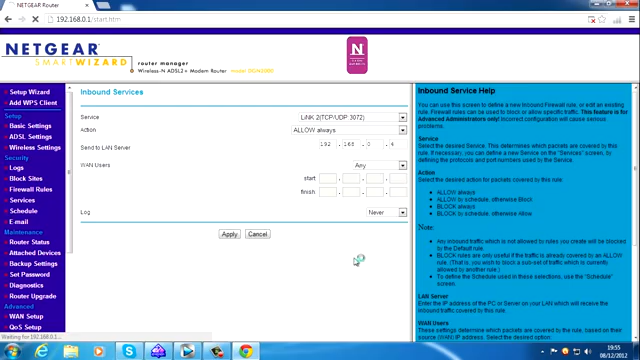 NETGEAR Router
192.168.0.1/start.htm
NETGEAR
SMARTWIZARD
router manager
Wireless-N ADSL2+ Modem Router
N
Setup Wizard
Add WPS Client
Setup
Basic Settings
ADSL Settings
Wireless Settings
Security
Logs
Block Sites
Firewall Rules
Services
Schedule
E-mail
Maintenance
Router Status
Attached Devices
Backup Settings
Set Password
Diagnostics
Router Upgrade
Advanced
WAN Setup
QoS Setup
Waiting for 192.168.0.1...
Inbound Services
Service LiNK 2(TCP/UDP 3072)
Action ALLOW always
Send to LAN Server 192 . 168 . 0 . 4
WAN Users Any
start . . .
finish . . .
Log Never
Apply Cancel
Inbound Service Help
You can use this screen to define a new Inbound Firewall rule, or edit an existing
rule. Firewall rules can be used to block or allow specific traffic. This feature is
for Advanced Administrators only! Incorrect configuration will cause serious
problems.
Service
Select the desired Service. This determines which packets are covered by this
rule. If necessary, you can define a new Service on the "Services" screen, by
defining the protocols and port numbers used by the Service.
Action
Select the desired action for packets covered by this rule:
• ALLOW always
• ALLOW by schedule, otherwise Block
• BLOCK always
• BLOCK by schedule, otherwise Allow
Note:
• Any inbound traffic which is not allowed by rules you create will be blocked
by the Default rule.
• BLOCK rules are only useful if the traffic is already covered by an ALLOW
rule. (That is, you wish to block a sub-set of traffic which is currently
allowed by another rule.)
• To define the Schedule used in these selections, use the "Schedule"
screen.
LAN Server
Enter the IP address of the PC or Server on your LAN which will receive the
inbound traffic covered by this rule.
WAN Users
These settings determine which packets are covered by the rule, based on their
source (WAN) IP address. Select the desired option:
19:55
08/12/2012